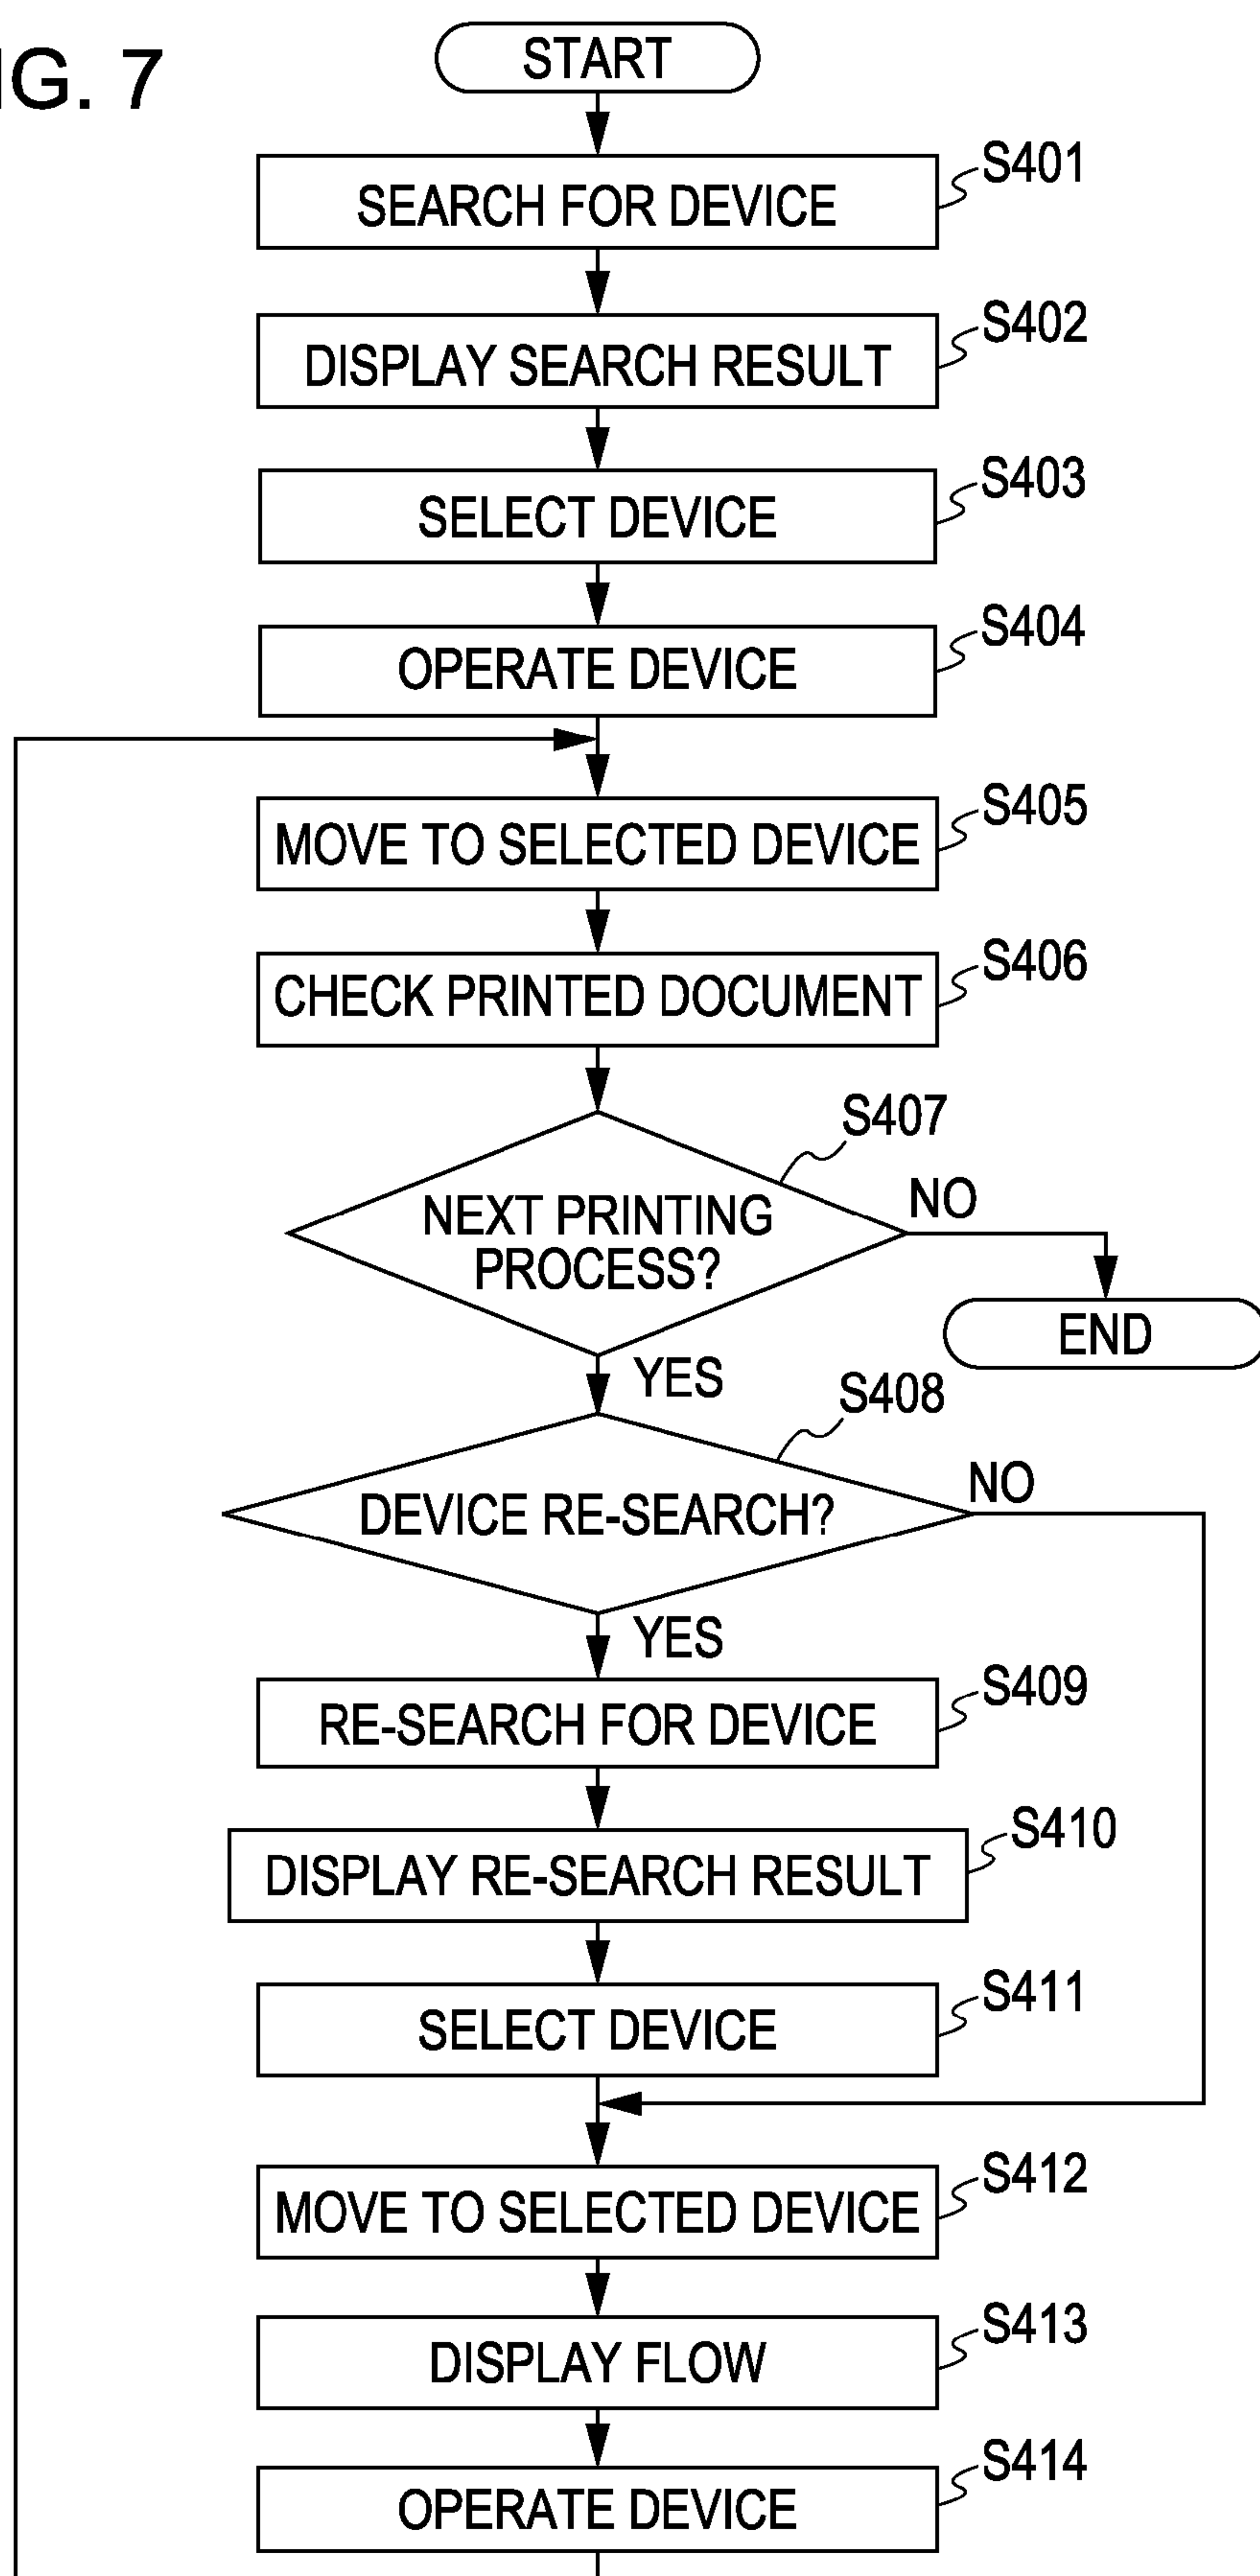 IG. 7
START
SEARCH FOR DEVICE
S401
DISPLAY SEARCH RESULT
S402
SELECT DEVICE
S403
OPERATE DEVICE
S404
MOVE TO SELECTED DEVICE
S405
CHECK PRINTED DOCUMENT
S406
S407
NEXT PRINTING
PROCESS?
NO
END
YES
S408
DEVICE RE-SEARCH?
NO
YES
RE-SEARCH FOR DEVICE
S409
DISPLAY RE-SEARCH RESULT
S410
SELECT DEVICE
S411
MOVE TO SELECTED DEVICE
S412
DISPLAY FLOW
S413
OPERATE DEVICE
S414